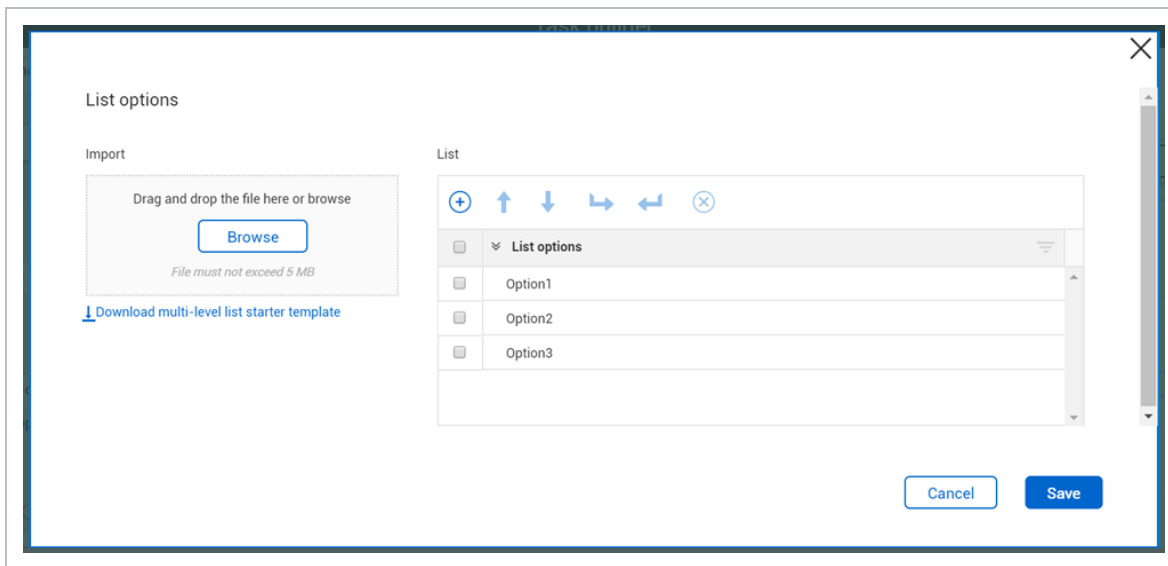 List options
Import
List
Drag and drop the file here or browse
Browse
File must not exceed 5 MB
Download multi-level list starter template
List options
Option1
Option2
Option3
Cancel
Save